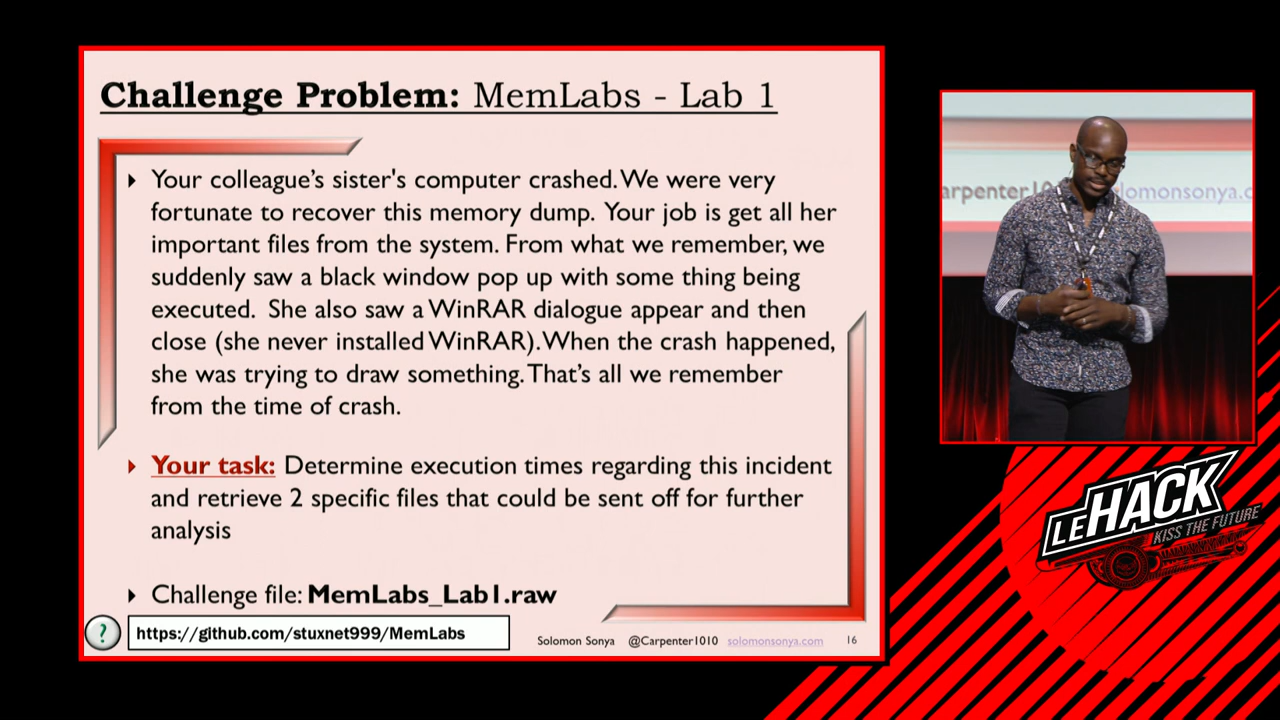 Challenge Problem: MemLabs - Lab 1
Your colleague's sister's computer crashed. We were very
fortunate to recover this memory dump. Your job is get all her
important files from the system. From what we remember, we
suddenly saw a black window pop up with some thing being
executed. She also saw a WinRAR dialogue appear and then
close (she never installed WinRAR). When the crash happened,
she was trying to draw something. That's all we remember
from the time of crash.
Your task: Determine execution times regarding this incident
and retrieve 2 specific files that could be sent off for further
analysis
Challenge file: MemLabs_Lab1.raw
?
https://github.com/stuxnet999/MemLabs
Solomon Sonya @Carpenter1010 solomonsonya.com 16
arpenter10 olomonsonya.c
LEHACK
KISS THE FUTURE